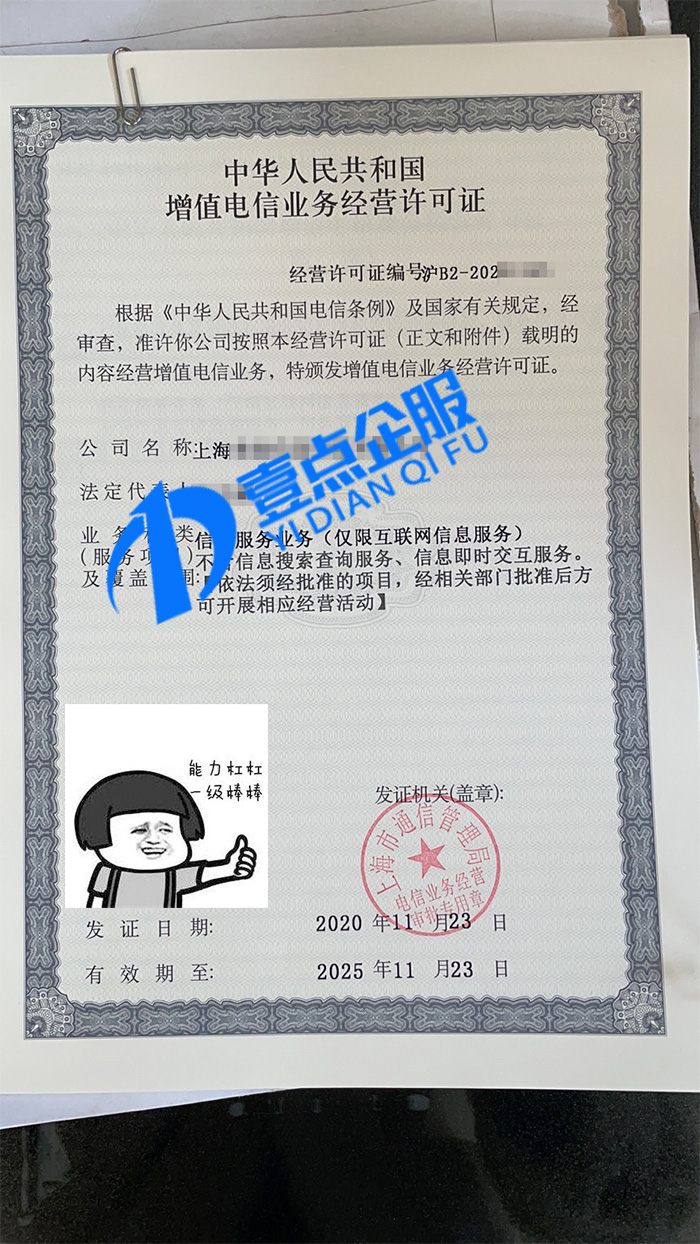 中华人民共和国
增值电信业务经营许可证
经营许可证编号:沪B2-202
根据《中华人民共和国电信条例》及国家有关规定，经
审查，准许你公司按照本经营许可证（正文和附件）载明的
内容经营增值电信业务，特颁发增值电信业务经营许可证。
公司名称:上海
法定代表人
壹点企服
YI DIAN QI FU
业务种类 信息服务业务（仅限互联网信息服务）
(服务项目) 不含信息搜索查询服务、信息即时交互服务。
及覆盖范围:【依法须经批准的项目，经相关部门批准后方
可开展相应经营活动】
能力杠杠
一级棒棒
发证机关(盖章):
上海市通信管理局
电信业务经营
审批专用章
发证日期: 2020 年11 月23 日
有效期至: 2025 年11 月23 日